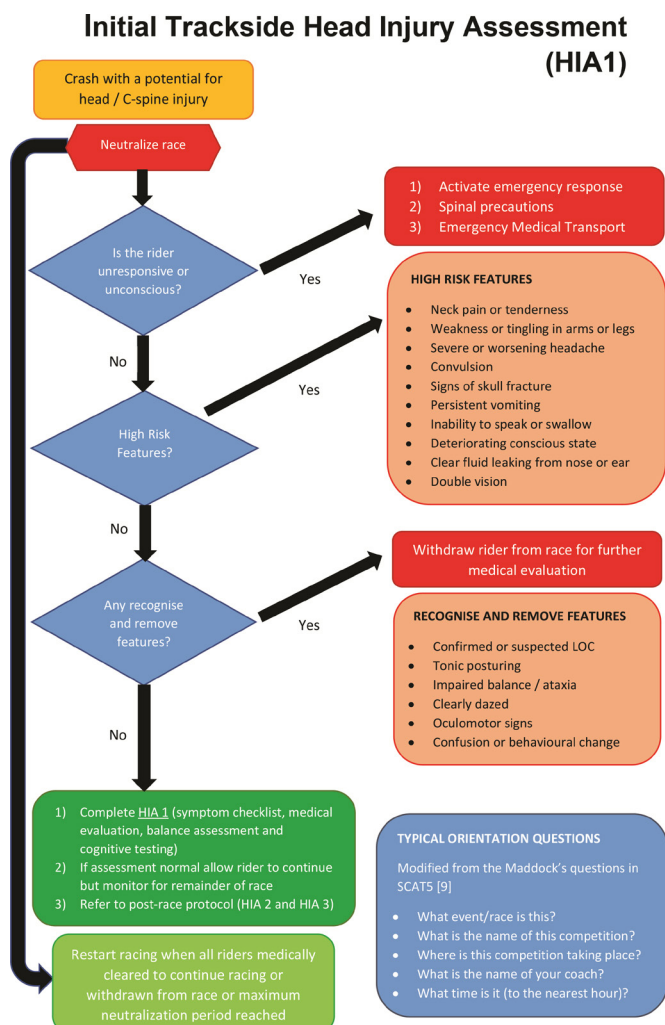 Initial Trackside Head Injury Assessment
(HIA1)
Crash with a potential for
head / C-spine injury
Neutralize race
Is the rider
unresponsive or
unconscious?
Yes
No
1) Activate emergency response
2) Spinal precautions
3) Emergency Medical Transport
HIGH RISK FEATURES
• Neck pain or tenderness
• Weakness or tingling in arms or legs
• Severe or worsening headache
• Convulsion
• Signs of skull fracture
• Persistent vomiting
• Inability to speak or swallow
• Deteriorating conscious state
• Clear fluid leaking from nose or ear
• Double vision
High Risk
Features?
Yes
No
Withdraw rider from race for further
medical evaluation
Any recognise
and remove
features?
Yes
No
RECOGNISE AND REMOVE FEATURES
• Confirmed or suspected LOC
• Tonic posturing
• Impaired balance / ataxia
• Clearly dazed
• Oculomotor signs
• Confusion or behavioural change
1) Complete HIA 1 (symptom checklist, medical
evaluation, balance assessment and
cognitive testing)
2) If assessment normal allow rider to continue
but monitor for remainder of race
3) Refer to post-race protocol (HIA 2 and HIA 3)
Restart racing when all riders medically
cleared to continue racing or
withdrawn from race or maximum
neutralization period reached
TYPICAL ORIENTATION QUESTIONS
Modified from the Maddock's questions in
SCAT5 [9]
• What event/race is this?
• What is the name of this competition?
• Where is this competition taking place?
• What is the name of your coach?
• What time is it (to the nearest hour)?